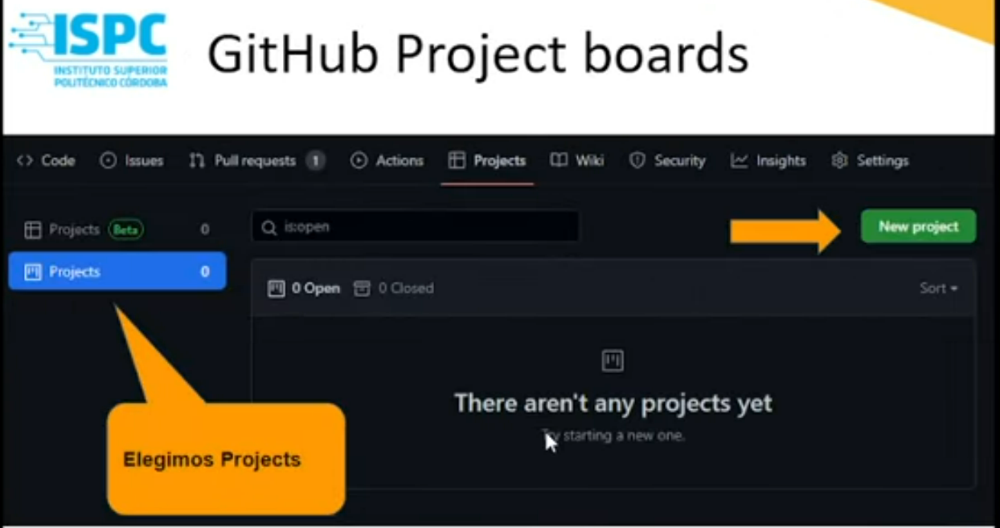 ISPC
INSTITUTO SUPERIOR
POLITÉCNICO CÓRDOBA
GitHub Project boards
Code Issues Pull requests 1 Actions Projects Wiki Security Insights Settings
Projects Beta 0
is:open
New project
Projects 0
0 Open 0 Closed
Sort
There aren't any projects yet
Try starting a new one.
Elegimos Projects